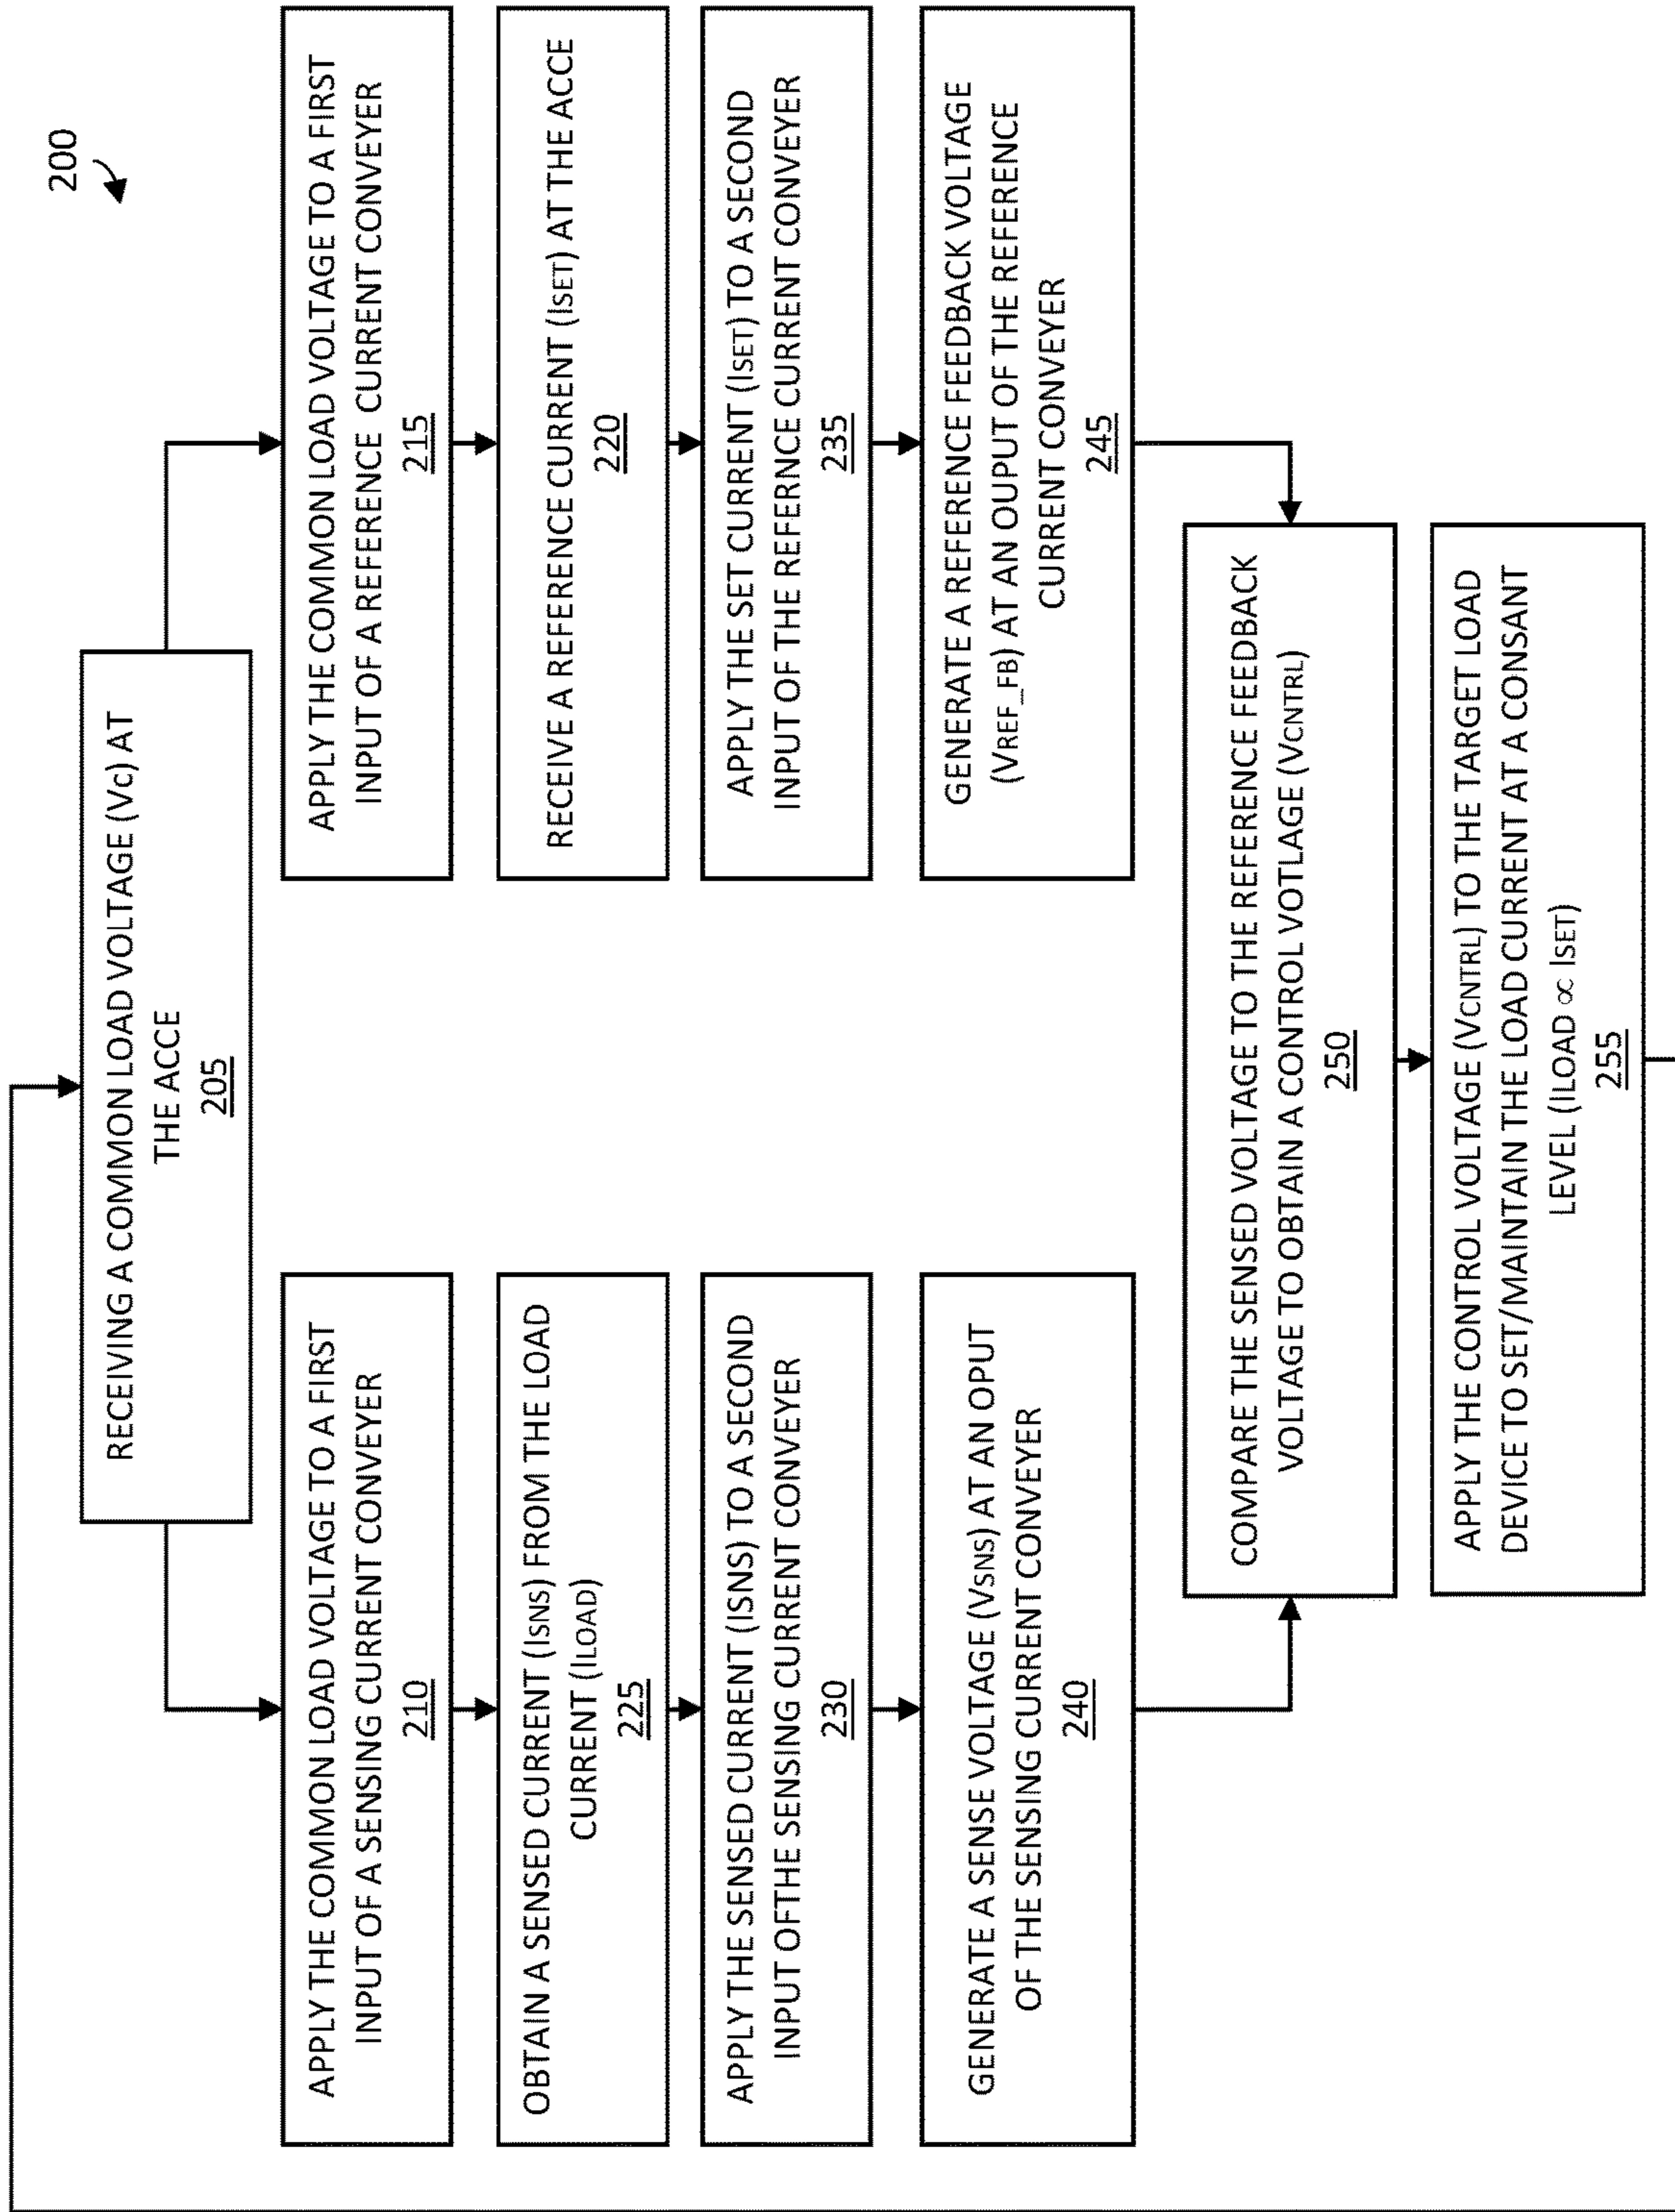 200
RECEIVING A COMMON LOAD VOLTAGE (VC) AT
THE ACCE
205
APPLY THE COMMON LOAD VOLTAGE TO A FIRST
INPUT OF A SENSING CURRENT CONVEYER
210
OBTAIN A SENSED CURRENT (ISNS) FROM THE LOAD
CURRENT (ILOAD)
225
APPLY THE SENSED CURRENT (ISNS) TO A SECOND
INPUT OFTHE SENSING CURRENT CONVEYER
230
GENERATE A SENSE VOLTAGE (VSNS) AT AN OPUT
OF THE SENSING CURRENT CONVEYER
240
APPLY THE COMMON LOAD VOLTAGE TO A FIRST
INPUT OF A REFERENCE CURRENT CONVEYER
215
RECEIVE A REFERENCE CURRENT (ISET) AT THE ACCE
220
APPLY THE SET CURRENT (ISET) TO A SECOND
INPUT OF THE REFERENCE CURRENT CONVEYER
235
GENERATE A REFERENCE FEEDBACK VOLTAGE
(VREF_FB) AT AN OUPUT OF THE REFERENCE
CURRENT CONVEYER
245
COMPARE THE SENSED VOLTAGE TO THE REFERENCE FEEDBACK
VOLTAGE TO OBTAIN A CONTROL VOTLAGE (VCNTRL)
250
APPLY THE CONTROL VOLTAGE (VCNTRL) TO THE TARGET LOAD
DEVICE TO SET/MAINTAIN THE LOAD CURRENT AT A CONSANT
LEVEL (ILOAD ∝ ISET)
255